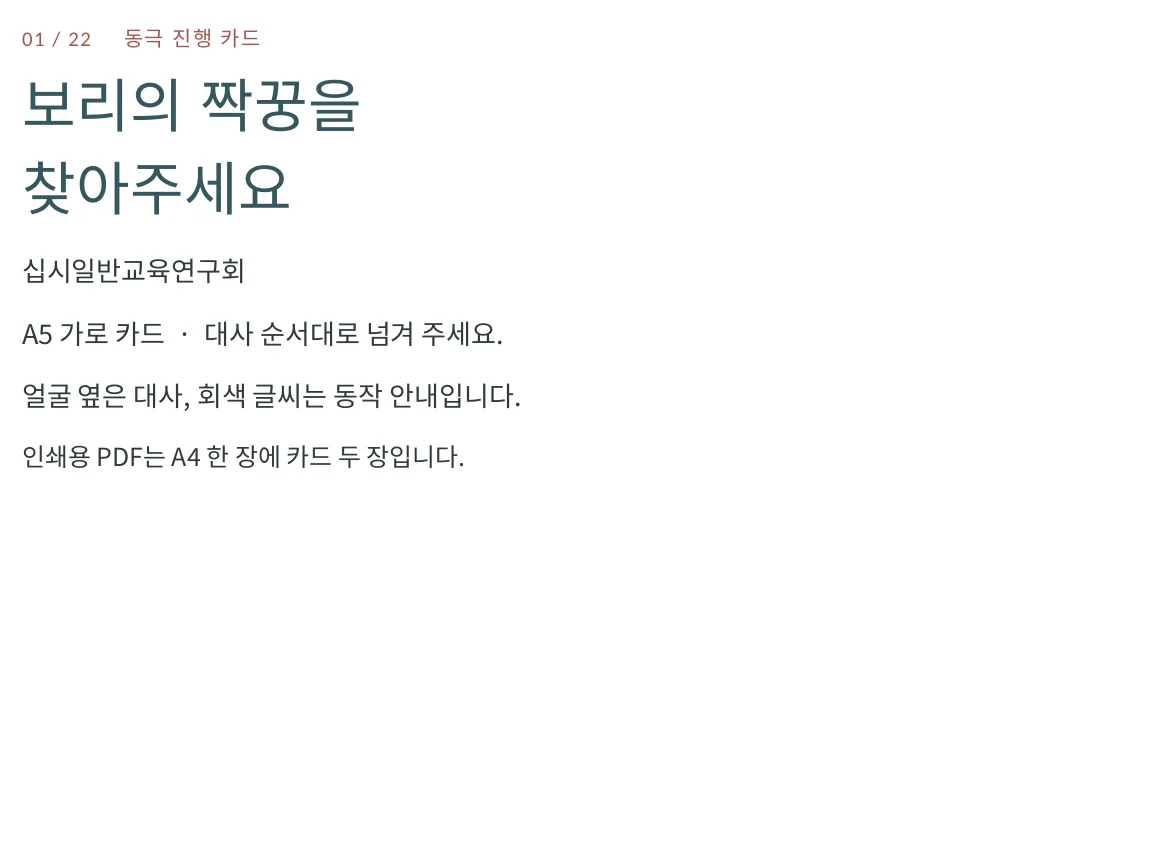 01 / 22 동극 진행 카드
보리의 짝꿍을
찾아주세요
십시일반교육연구회
A5 가로 카드 · 대사 순서대로 넘겨 주세요.
얼굴 옆은 대사, 회색 글씨는 동작 안내입니다.
인쇄용 PDF는 A4 한 장에 카드 두 장입니다.